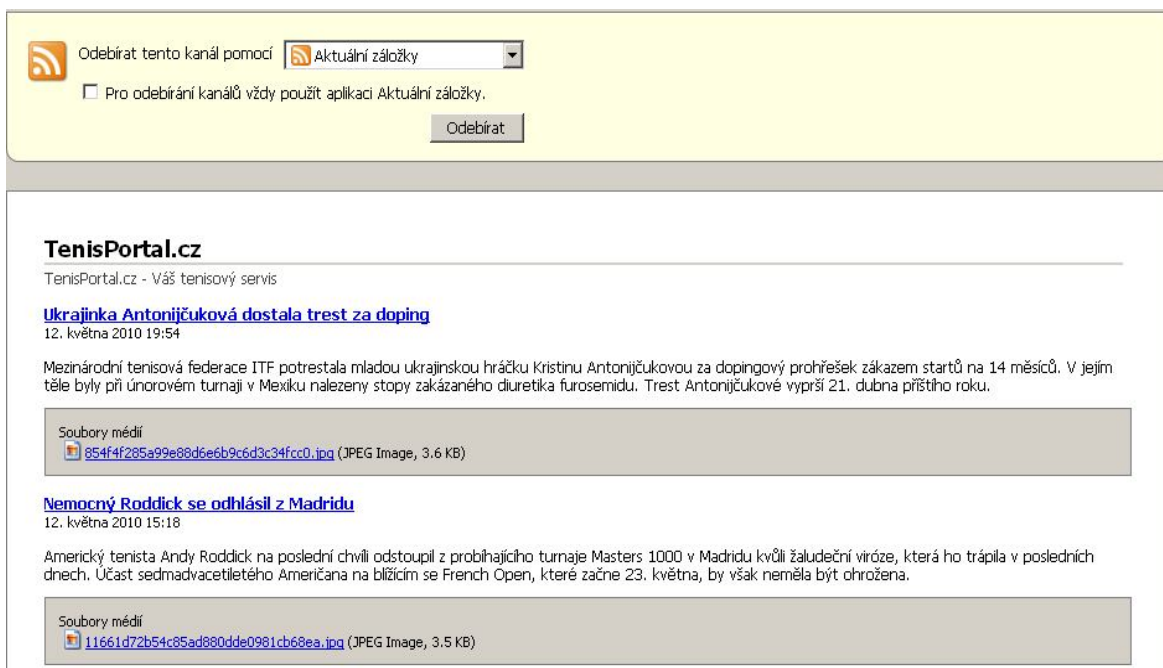 Odebírat tento kanál pomocí Aktuální záložky
Pro odebírání kanálů vždy použít aplikaci Aktuální záložky.
Odebírat
TenisPortal.cz
TenisPortal.cz - Váš tenisový servis
Ukrajinka Antonijčuková dostala trest za doping
12. května 2010 19:54
Mezinárodní tenisová federace ITF potrestala mladou ukrajinskou hráčku Kristinu Antonijčukovou za dopingový prohřešek zákazem startů na 14 měsíců. V jejím
těle byly při únorovém turnaji v Mexiku nalezeny stopy zakázaného diuretika furosemidu. Trest Antonijčukové vyprší 21. dubna příštího roku.
Soubory médií
854f4f285a99e88d6e6b9c6d3c34fcc0.jpg (JPEG Image, 3.6 KB)
Nemocný Roddick se odhlásil z Madridu
12. května 2010 15:18
Americký tenista Andy Roddick na poslední chvíli odstoupil z probíhajícího turnaje Masters 1000 v Madridu kvůli žaludeční viróze, která ho trápila v posledních
dnech. Účast sedmadvacetiletého Američana na blížícím se French Open, které začne 23. května, by však neměla být ohrožena.
Soubory médií
11661d72b54c85ad880dde0981cb68ea.jpg (JPEG Image, 3.5 KB)